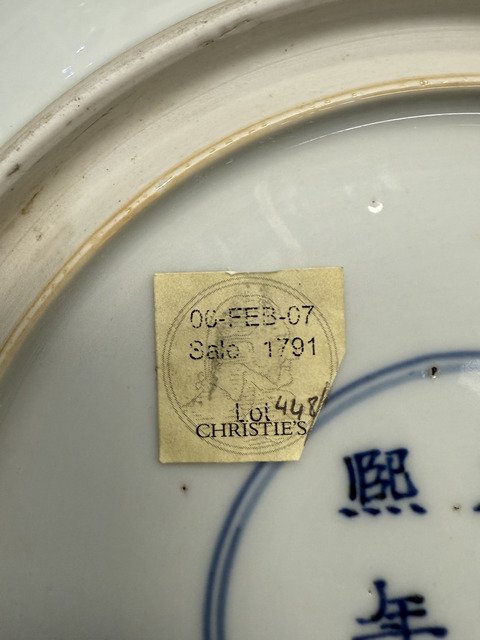 06-FEB-07
Sale 1791
Lot 448
CHRISTIE'S
熙
年